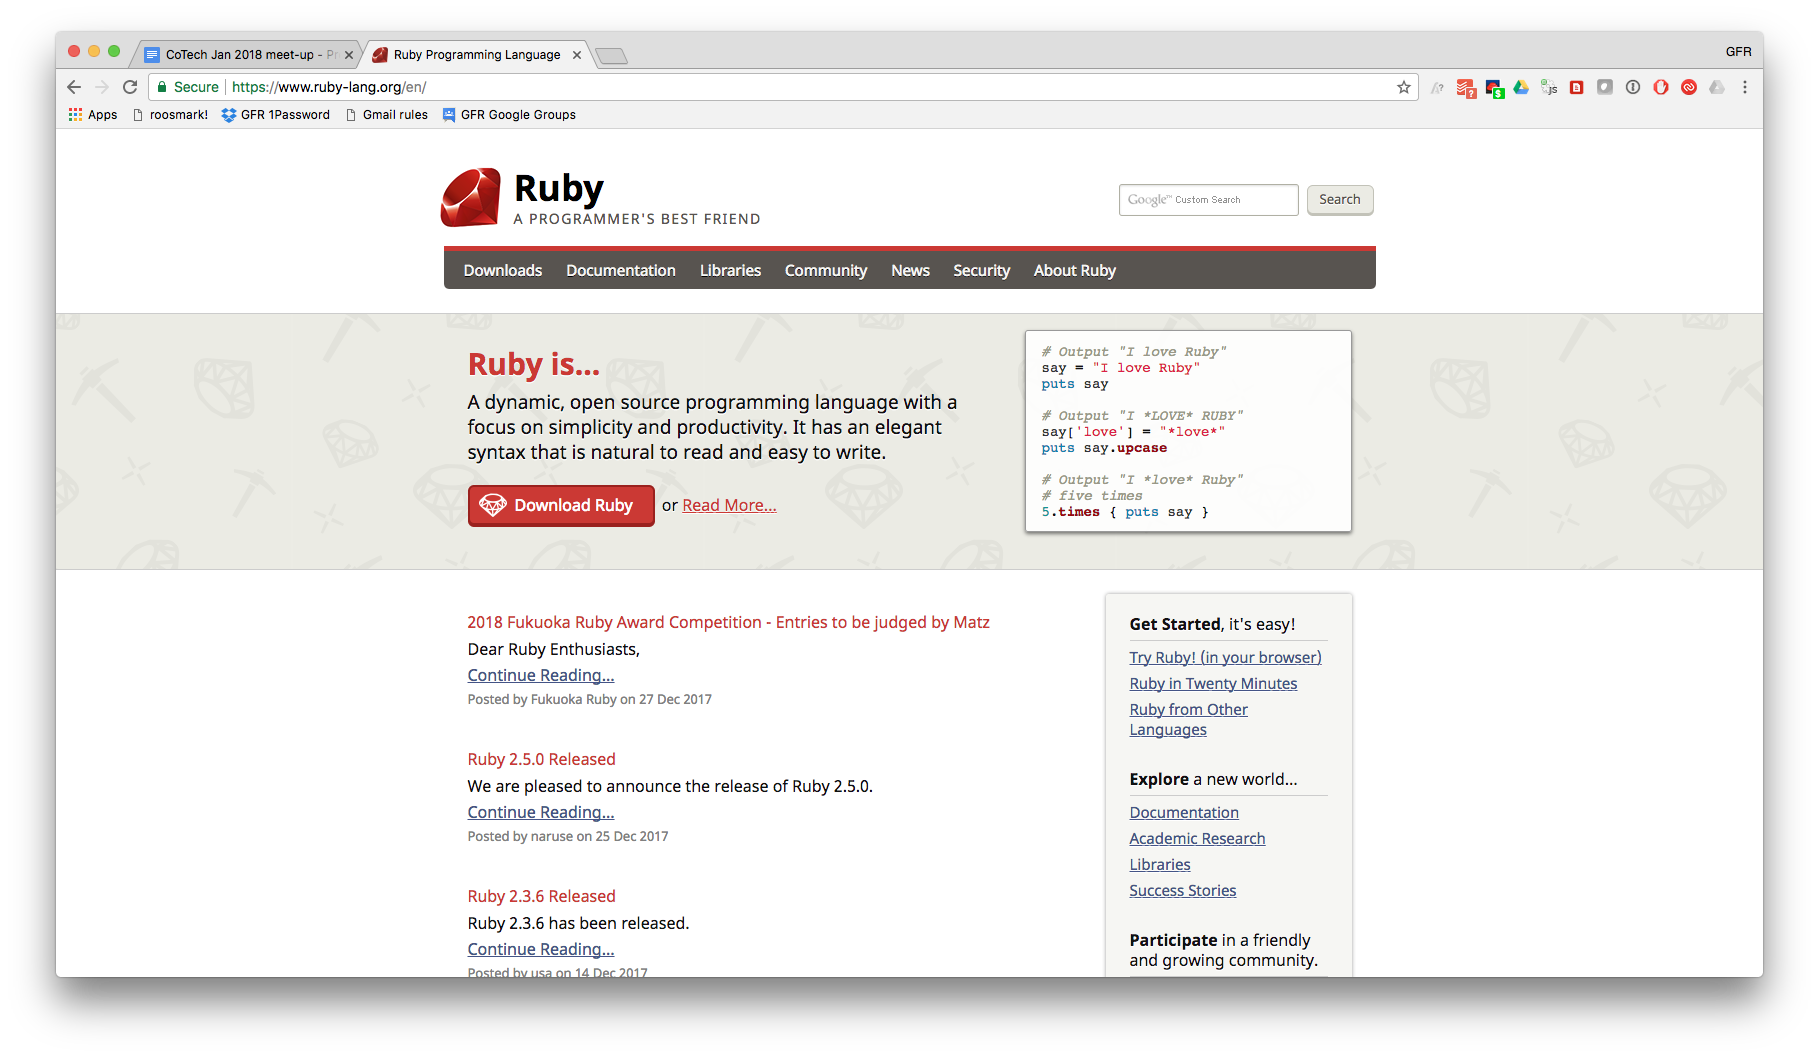 CoTech Jan 2018 meet-up - Pr
Ruby Programming Language
GFR
Secure
https://www.ruby-lang.org/en/
Apps
roosmark!
GFR 1Password
Gmail rules
GFR Google Groups
Ruby
A PROGRAMMER'S BEST FRIEND
Google™ Custom Search
Search
Downloads Documentation Libraries Community News Security About Ruby
Ruby is...
A dynamic, open source programming language with a
focus on simplicity and productivity. It has an elegant
syntax that is natural to read and easy to write.
Download Ruby or Read More...
# Output "I love Ruby"
say = "I love Ruby"
puts say
# Output "I *LOVE* RUBY"
say['love'] = "*love*"
puts say.upcase
# Output "I *love* Ruby"
# five times
5.times { puts say }
2018 Fukuoka Ruby Award Competition - Entries to be judged by Matz
Dear Ruby Enthusiasts,
Continue Reading...
Posted by Fukuoka Ruby on 27 Dec 2017
Ruby 2.5.0 Released
We are pleased to announce the release of Ruby 2.5.0.
Continue Reading...
Posted by naruse on 25 Dec 2017
Ruby 2.3.6 Released
Ruby 2.3.6 has been released.
Continue Reading...
Posted by usa on 14 Dec 2017
Get Started, it's easy!
Try Ruby! (in your browser)
Ruby in Twenty Minutes
Ruby from Other
Languages
Explore a new world...
Documentation
Academic Research
Libraries
Success Stories
Participate in a friendly
and growing community.